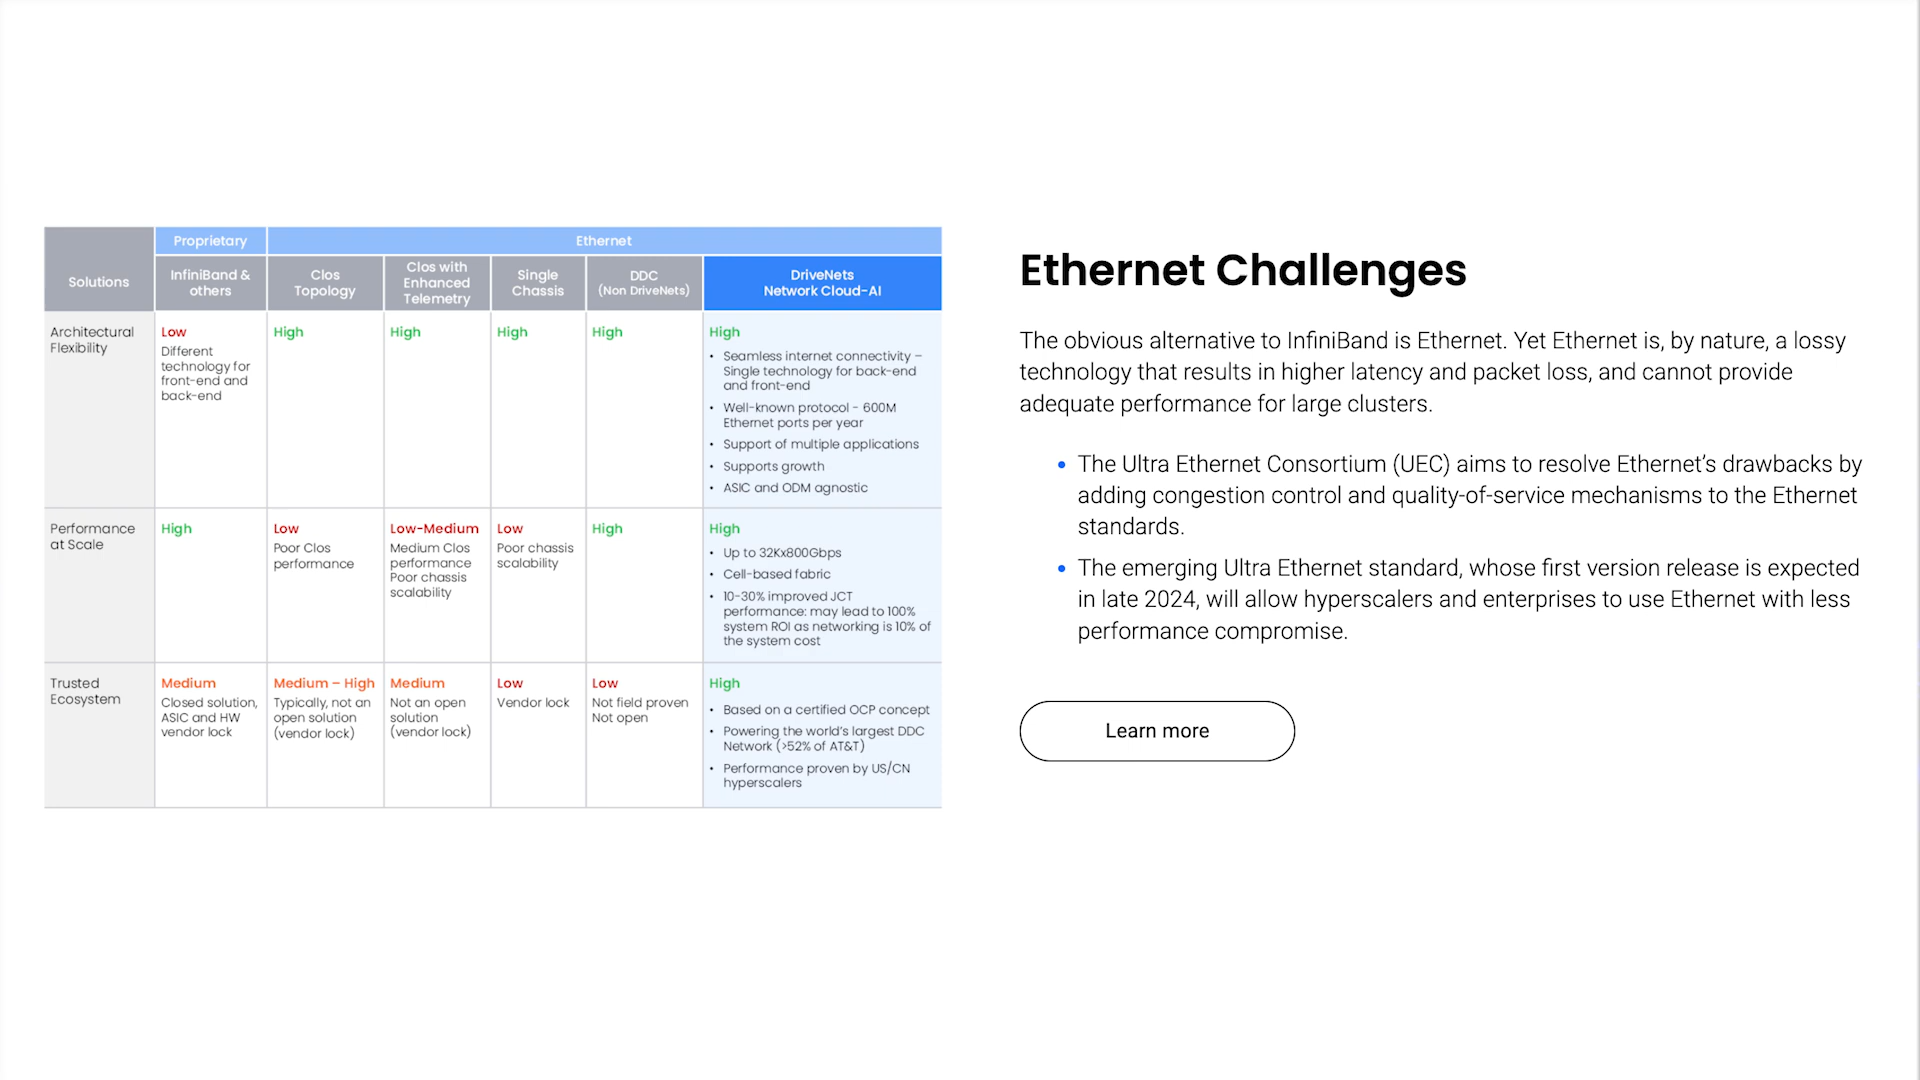 Proprietary
Ethernet
Solutions
InfiniBand &
others
Clos
Topology
Clos with
Enhanced
Telemetry
Single
Chassis
DDC
(Non DriveNets)
DriveNets
Network Cloud-AI
Architectural
Flexibility
Low
Different
technology for
front-end and
back-end
High
High
High
High
High
• Seamless internet connectivity –
Single technology for back-end
and front-end
• Well-known protocol - 600M
Ethernet ports per year
• Support of multiple applications
• Supports growth
• ASIC and ODM agnostic
Performance
at Scale
High
Low
Poor Clos
performance
Low-Medium
Medium Clos
performance
Poor chassis
scalability
Low
Poor chassis
scalability
High
High
• Up to 32Kx800Gbps
• Cell-based fabric
• 10-30% improved JCT
performance: may lead to 100%
system ROI as networking is 10% of
the system cost
Trusted
Ecosystem
Medium
Closed solution,
ASIC and HW
vendor lock
Medium – High
Typically, not an
open solution
(vendor lock)
Medium
Not an open
solution
(vendor lock)
Low
Vendor lock
Low
Not field proven
Not open
High
• Based on a certified OCP concept
• Powering the world's largest DDC
Network (>52% of AT&T)
• Performance proven by US/CN
hyperscalers
Ethernet Challenges
The obvious alternative to InfiniBand is Ethernet. Yet Ethernet is, by nature, a lossy
technology that results in higher latency and packet loss, and cannot provide
adequate performance for large clusters.
• The Ultra Ethernet Consortium (UEC) aims to resolve Ethernet's drawbacks by
adding congestion control and quality-of-service mechanisms to the Ethernet
standards.
• The emerging Ultra Ethernet standard, whose first version release is expected
in late 2024, will allow hyperscalers and enterprises to use Ethernet with less
performance compromise.
Learn more